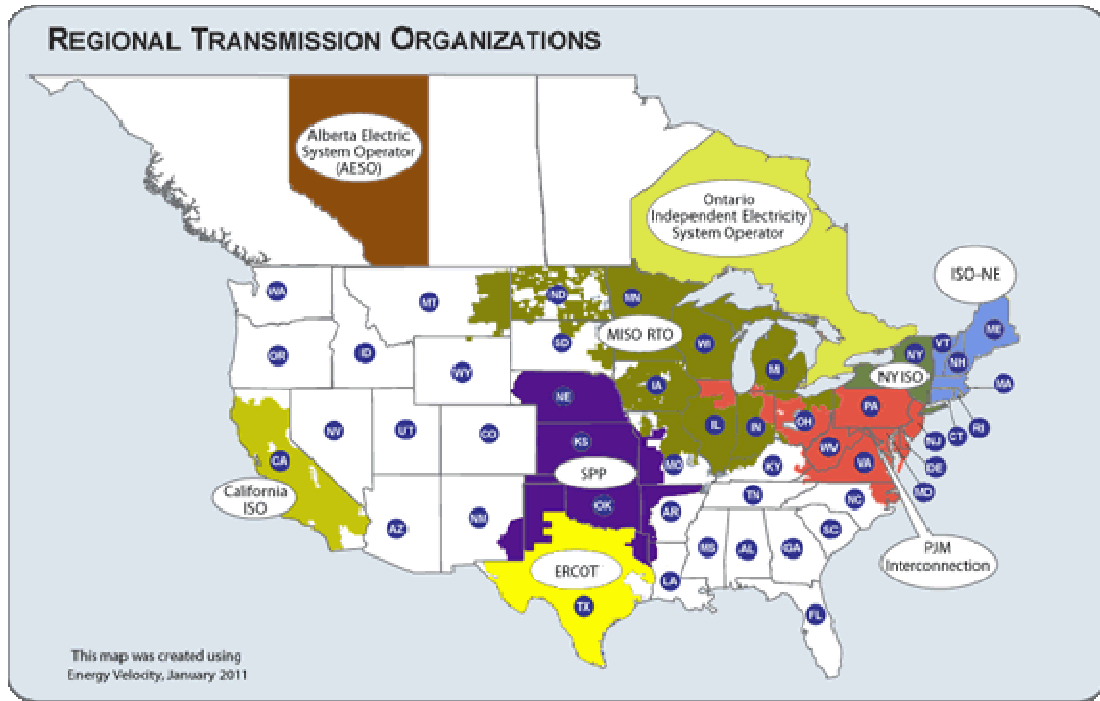 REGIONAL TRANSMISSION ORGANIZATIONS
Alberta Electric
System Operator
(AESO)
Ontario
Independent Electricity
System Operator
ISO-NE
WA
MT
ND
MN
ME
VT
NY
NH
OR
ID
SD
MISO RTO
WI
MI
WY
NY ISO
MA
IA
NE
PA
RI
CT
NJ
NV
UT
CO
KS
IL
IN
OH
WV
VA
DE
MD
CA
California
ISO
SPP
MO
KY
AZ
NM
OK
AR
TN
NC
SC
ERCOT
MS
AL
GA
PJM
Interconnection
LA
TX
FL
This map was created using
Energy Velocity, January 2011